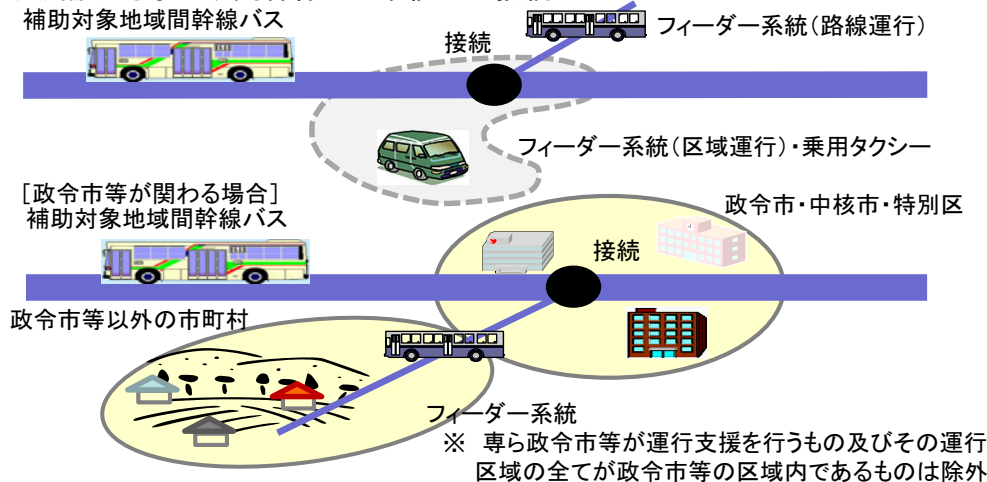 補助対象地域間幹線バス
接続
フィーダー系統(路線運行)
フィーダー系統(区域運行)・乗用タクシー
[政令市等が関わる場合]
補助対象地域間幹線バス
政令市・中核市・特別区
接続
政令市等以外の市町村
フィーダー系統
※ 専ら政令市等が運行支援を行うもの及びその運行
区域の全てが政令市等の区域内であるものは除外